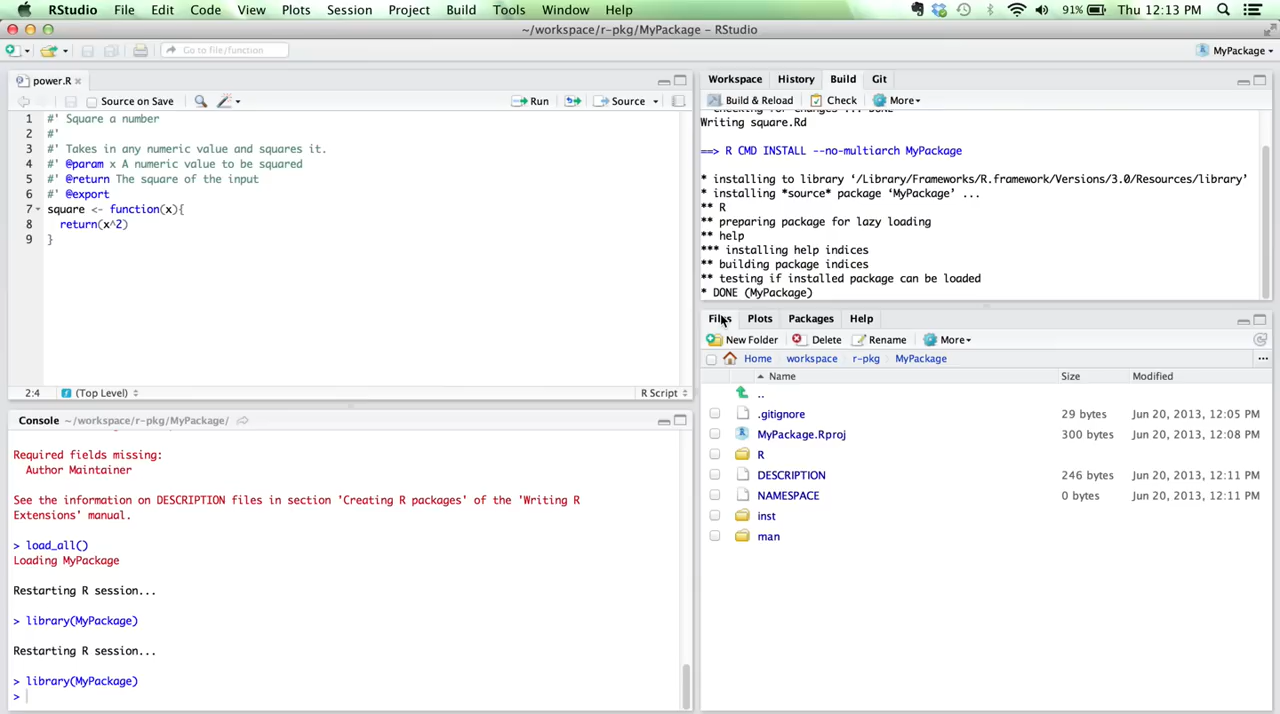 RStudio File Edit Code View Plots Session Project Build Tools Window Help 91% Thu 12:13 PM
~/workspace/r-pkg/MyPackage - RStudio
Go to file/function MyPackage
power.R
Source on Save Run Source
1 #' Square a number
2 #'
3 #' Takes in any numeric value and squares it.
4 #' @param x A numeric value to be squared
5 #' @return The square of the input
6 #' @export
7 square <- function(x){
8 return(x^2)
9 }
2:4 (Top Level) R Script
Console ~/workspace/r-pkg/MyPackage/
Required fields missing:
Author Maintainer
See the information on DESCRIPTION files in section 'Creating R packages' of the 'Writing R
Extensions' manual.
> load_all()
Loading MyPackage
Restarting R session...
> library(MyPackage)
Restarting R session...
> library(MyPackage)
>
Workspace History Build Git
Build & Reload Check More
Checking for changes ... DONE
Writing square.Rd
==> R CMD INSTALL --no-multiarch MyPackage
* installing to library ‘/Library/Frameworks/R.framework/Versions/3.0/Resources/library’
* installing *source* package ‘MyPackage’ ...
** R
** preparing package for lazy loading
** help
*** installing help indices
** building package indices
** testing if installed package can be loaded
* DONE (MyPackage)
Files Plots Packages Help
New Folder Delete Rename More
Home workspace r-pkg MyPackage ...
Name Size Modified
..
.gitignore 29 bytes Jun 20, 2013, 12:05 PM
MyPackage.Rproj 300 bytes Jun 20, 2013, 12:08 PM
R
DESCRIPTION 246 bytes Jun 20, 2013, 12:11 PM
NAMESPACE 0 bytes Jun 20, 2013, 12:11 PM
inst
man